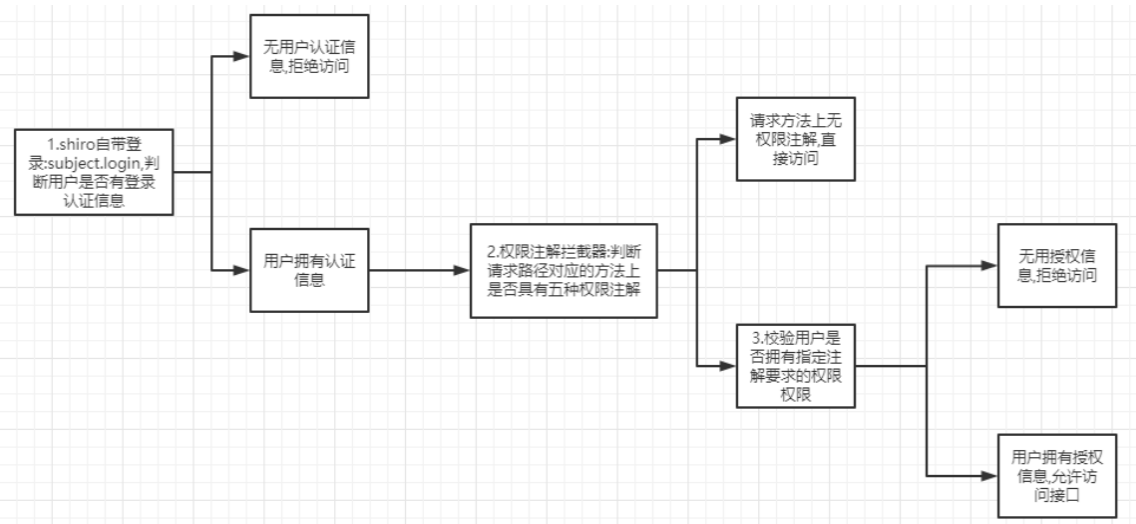 无用户认证信
息,拒绝访问
1.shiro自带登
录:subject.login,判
断用户是否有登录
认证信息
用户拥有认证
信息
2.权限注解拦截器:判断
请求路径对应的方法上
是否具有五种权限注解
请求方法上无
权限注解,直
接访问
3.校验用户是
否拥有指定注
解要求的权限
权限
无用授权信
息,拒绝访问
用户拥有授权
信息,允许访
问接口